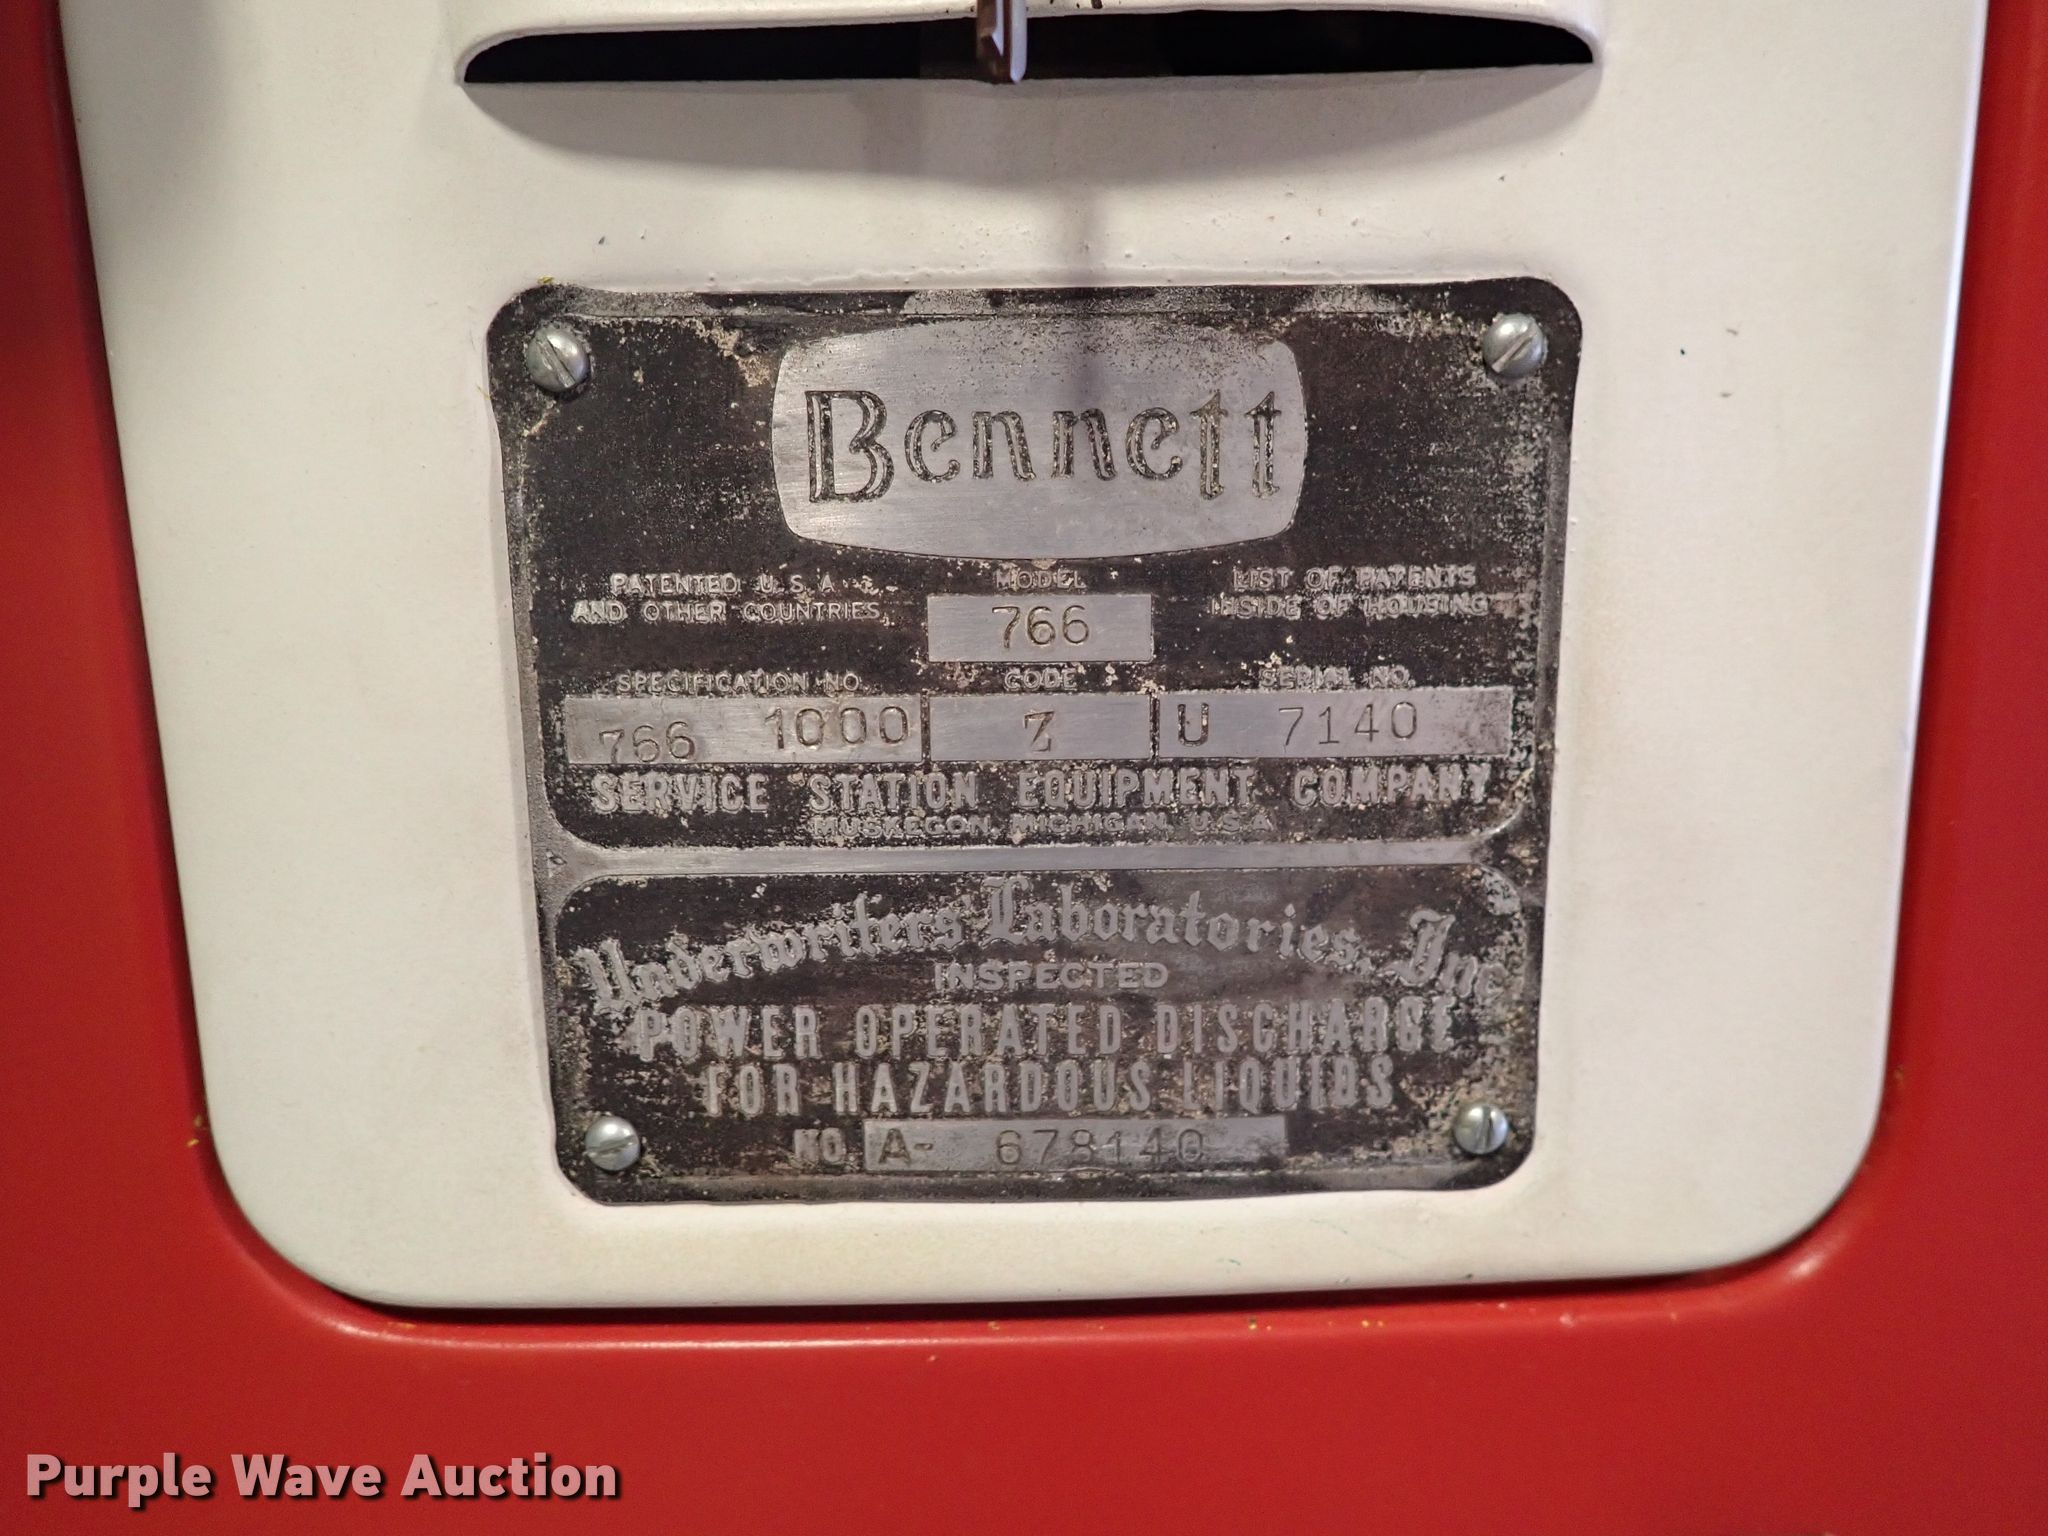 Bennett
PATENTED U.S.A.
AND OTHER COUNTRIES
MODEL
766
LIST OF PATENTS
INSIDE OF HOUSING
SPECIFICATION NO.
766 1000
CODE
Z
SERIAL NO.
U 7140
SERVICE STATION EQUIPMENT COMPANY
MUSKEGON, MICHIGAN, U.S.A.
Underwriters' Laboratories, Inc.
INSPECTED
POWER OPERATED DISCHARGE
FOR HAZARDOUS LIQUIDS
NO. A- 678140
Purple Wave Auction